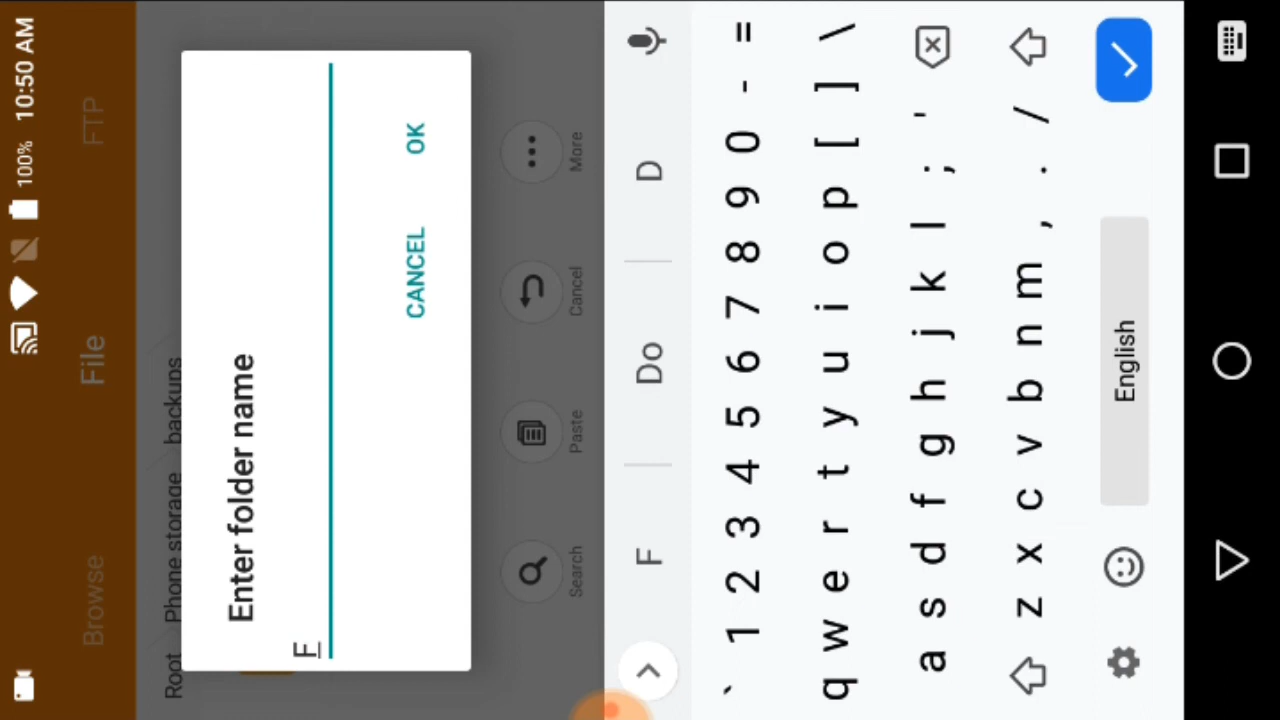 100% 10:50 AM
Browse File FTP
Root Phone storage backups
Enter folder name
F
CANCEL OK
Search Paste Cancel More
F Do D
` 1 2 3 4 5 6 7 8 9 0 - =
q w e r t y u i o p [ ] \
a s d f g h j k l ; '
z x c v b n m , . /
English